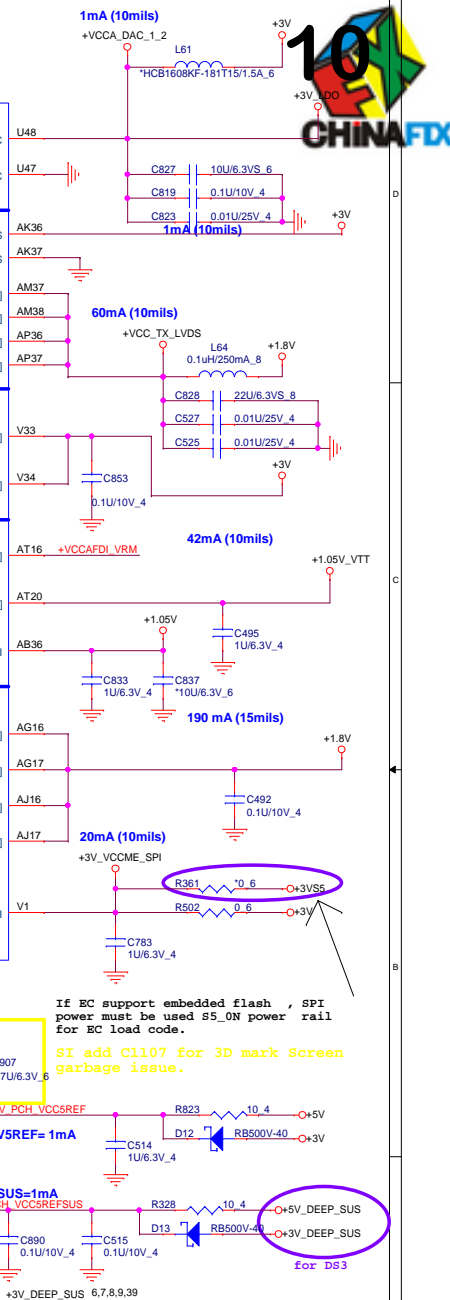 1mA (10mils)
+VCCA_DAC_1_2
L61
*HCB1608KF-181T15/1.5A_6
+3V
10
CHINAFIX
+3V_LDO
U48
U47
C827 10U/6.3VS_6
C819 0.1U/10V_4
C823 0.01U/25V_4
D
1mA (10mils)
+3V
AK36
AK37
AM37
AM38
AP36
AP37
60mA (10mils)
+VCC_TX_LVDS
L64
0.1uH/250mA_8
+1.8V
C828 22U/6.3VS_8
C527 0.01U/25V_4
C525 0.01U/25V_4
V33
V34
C853
0.1U/10V_4
+3V
AT16 +VCCAFDI_VRM
42mA (10mils)
+1.05V_VTT
C
AT20
C495
1U/6.3V_4
+1.05V
AB36
C833
1U/6.3V_4
C837
*10U/6.3V_6
190 mA (15mils)
+1.8V
AG16
AG17
AJ16
AJ17
C492
0.1U/10V_4
20mA (10mils)
+3V_VCCME_SPI
R361 *0_6 +3VS5
V1
R502 0_6 +3V
C783
1U/6.3V_4
B
If EC support embedded flash , SPI
power must be used S5_0N power rail
for EC load code.
SI add C1107 for 3D mark Screen
garbage issue.
907
7U/6.3V_6
V_PCH_VCC5REF
R823 10_4 +5V
V5REF= 1mA
D12 RB500V-40 +3V
C514
1U/6.3V_4
SUS=1mA
CH_VCC5REFSUS
R328 10_4 +5V_DEEP_SUS
D13 RB500V-40 +3V_DEEP_SUS
for DS3
C890
0.1U/10V_4
C515
0.1U/10V_4
+3V_DEEP_SUS 6,7,8,9,39